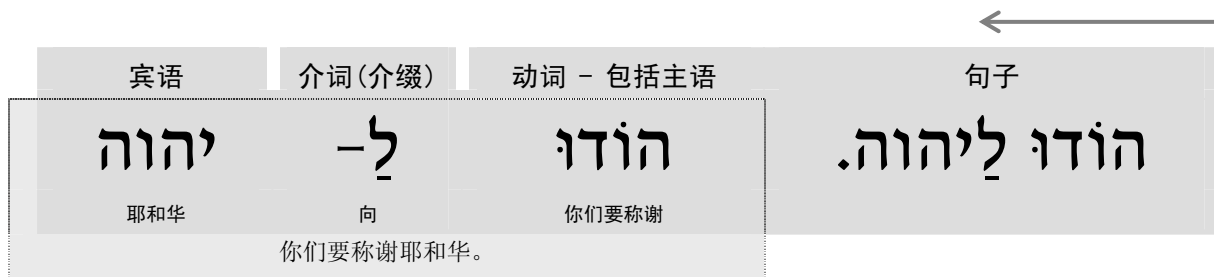 宾语 介词(介缀) 动词 - 包括主语 句子
הוֹדוּ לַיהוה. הוֹדוּ לַ- יהוה
耶和华 向 你们要称谢
你们要称谢耶和华。